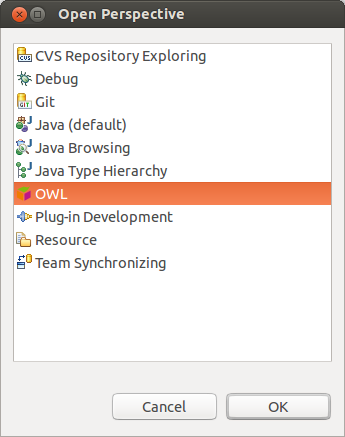 Open Perspective
CVS Repository Exploring
Debug
Git
Java (default)
Java Browsing
Java Type Hierarchy
OWL
Plug-in Development
Resource
Team Synchronizing
Cancel
OK